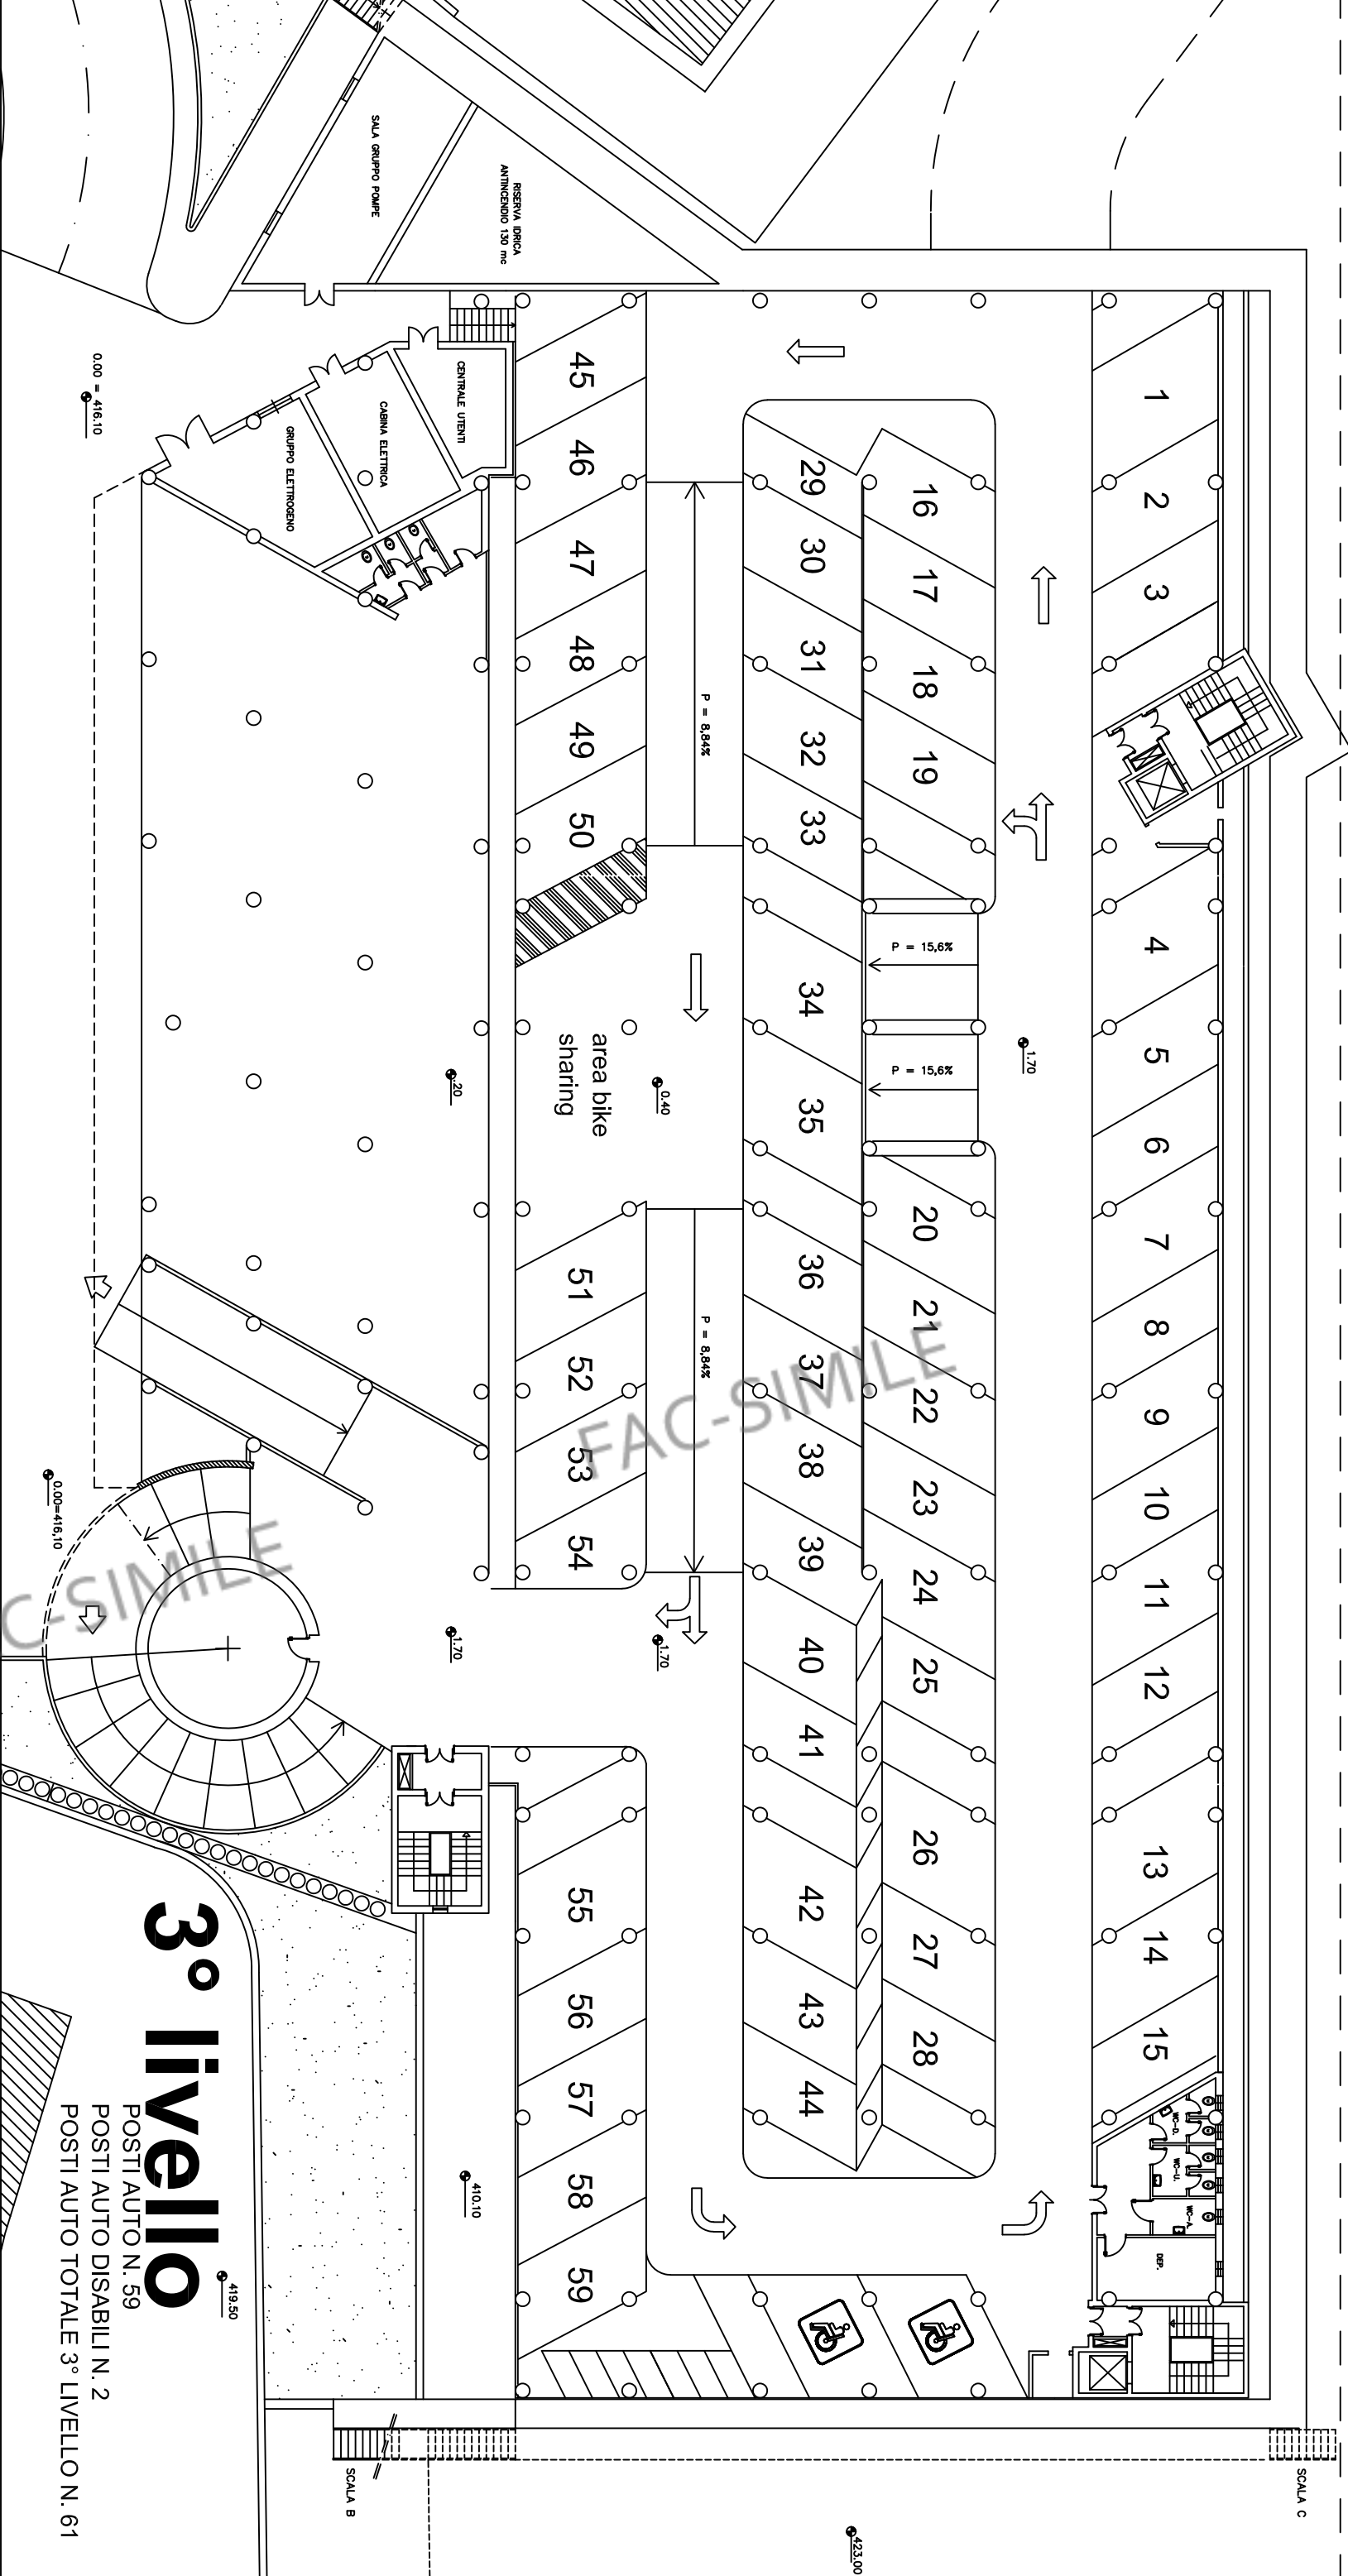 SALA GRUPPO POMPE
RISERVA IDRICA
ANTINCENDIO 130 mc
0.00 = 416.10
CENTRALE UTENTI
CABINA ELETTRICA
GRUPPO ELETTROGENO
1
2
3
4
5
6
7
8
9
10
11
12
13
14
15
16
17
18
19
20
21
22
23
24
25
26
27
28
29
30
31
32
33
34
35
36
37
38
39
40
41
42
43
44
45
46
47
48
49
50
51
52
53
54
55
56
57
58
59
P = 8,84%
P = 8,84%
P = 15,6%
P = 15,6%
1.70
0.40
.20
area bike
sharing
1.70
1.70
0.00=416,10
FAC-SIMILE
C-SIMILE
WC-D.
WC-U.
WC-A.
DEP.
410.10
419.50
423.00
SCALA B
SCALA C
3° livello
POSTI AUTO N. 59
POSTI AUTO DISABILI N. 2
POSTI AUTO TOTALE 3° LIVELLO N. 61